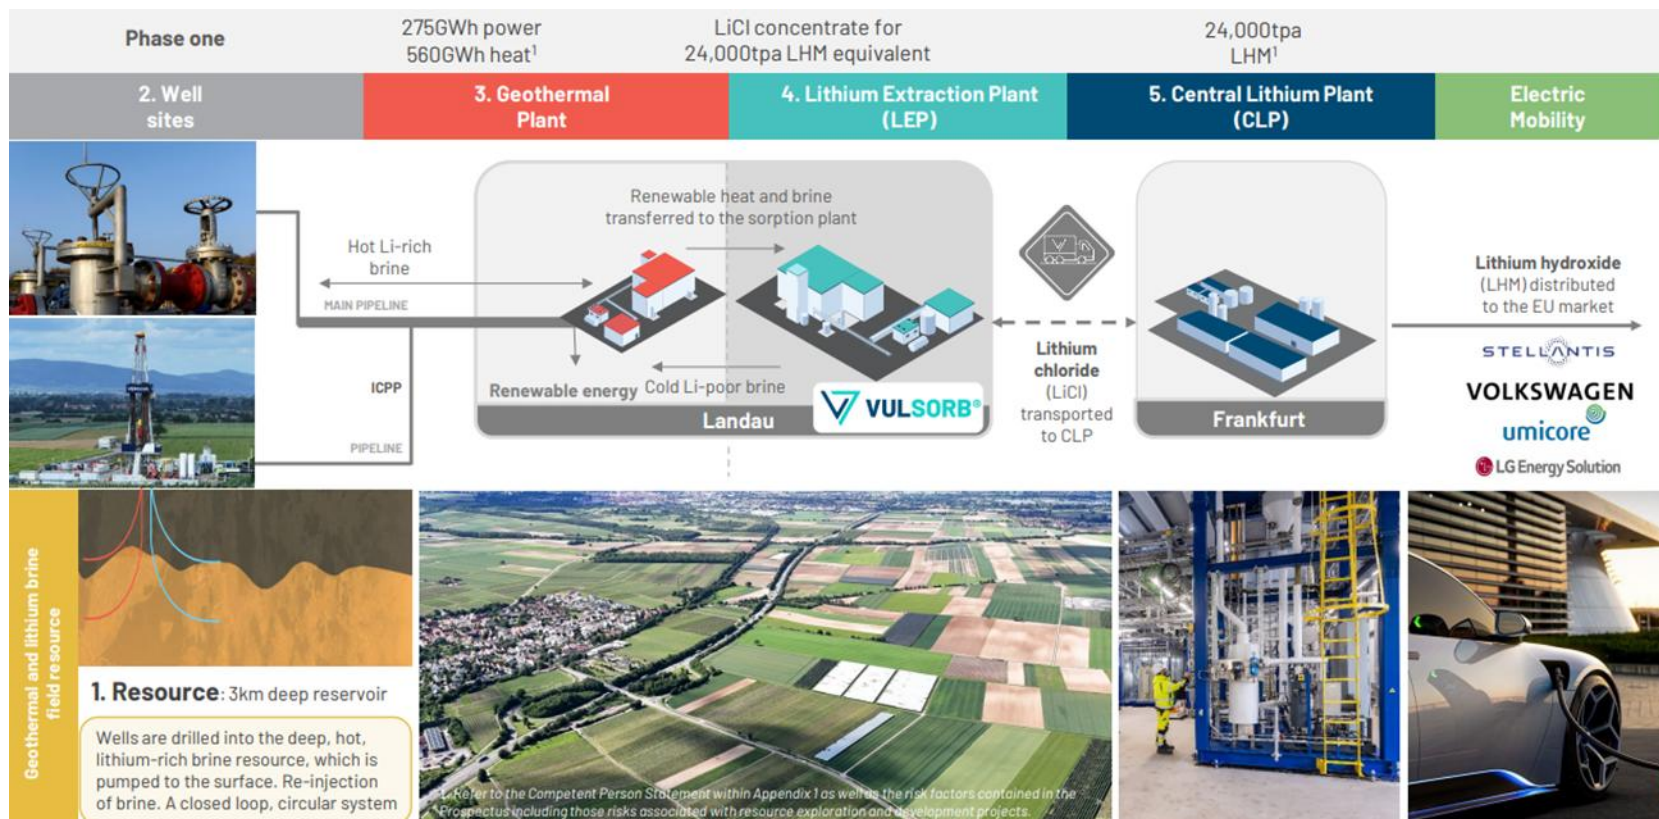 Phase one
275GWh power
560GWh heat¹
LiCl concentrate for
24,000tpa LHM equivalent
24,000tpa
LHM¹
2. Well
sites
3. Geothermal
Plant
4. Lithium Extraction Plant
(LEP)
5. Central Lithium Plant
(CLP)
Electric
Mobility
Hot Li-rich
brine
MAIN PIPELINE
ICPP
PIPELINE
Renewable heat and brine
transferred to the sorption plant
Renewable energy
Cold Li-poor brine
VULSORB®
Landau
Lithium
chloride
(LiCl)
transported
to CLP
Frankfurt
Lithium hydroxide
(LHM) distributed
to the EU market
STELLANTIS
VOLKSWAGEN
umicore
LG Energy Solution
Geothermal and lithium brine
field resource
1. Resource: 3km deep reservoir
Wells are drilled into the deep, hot,
lithium-rich brine resource, which is
pumped to the surface. Re-injection
of brine. A closed loop, circular system
1. Refer to the Competent Person Statement within Appendix 1 as well as the risk factors contained in the
Prospectus including those risks associated with resource exploration and development projects.